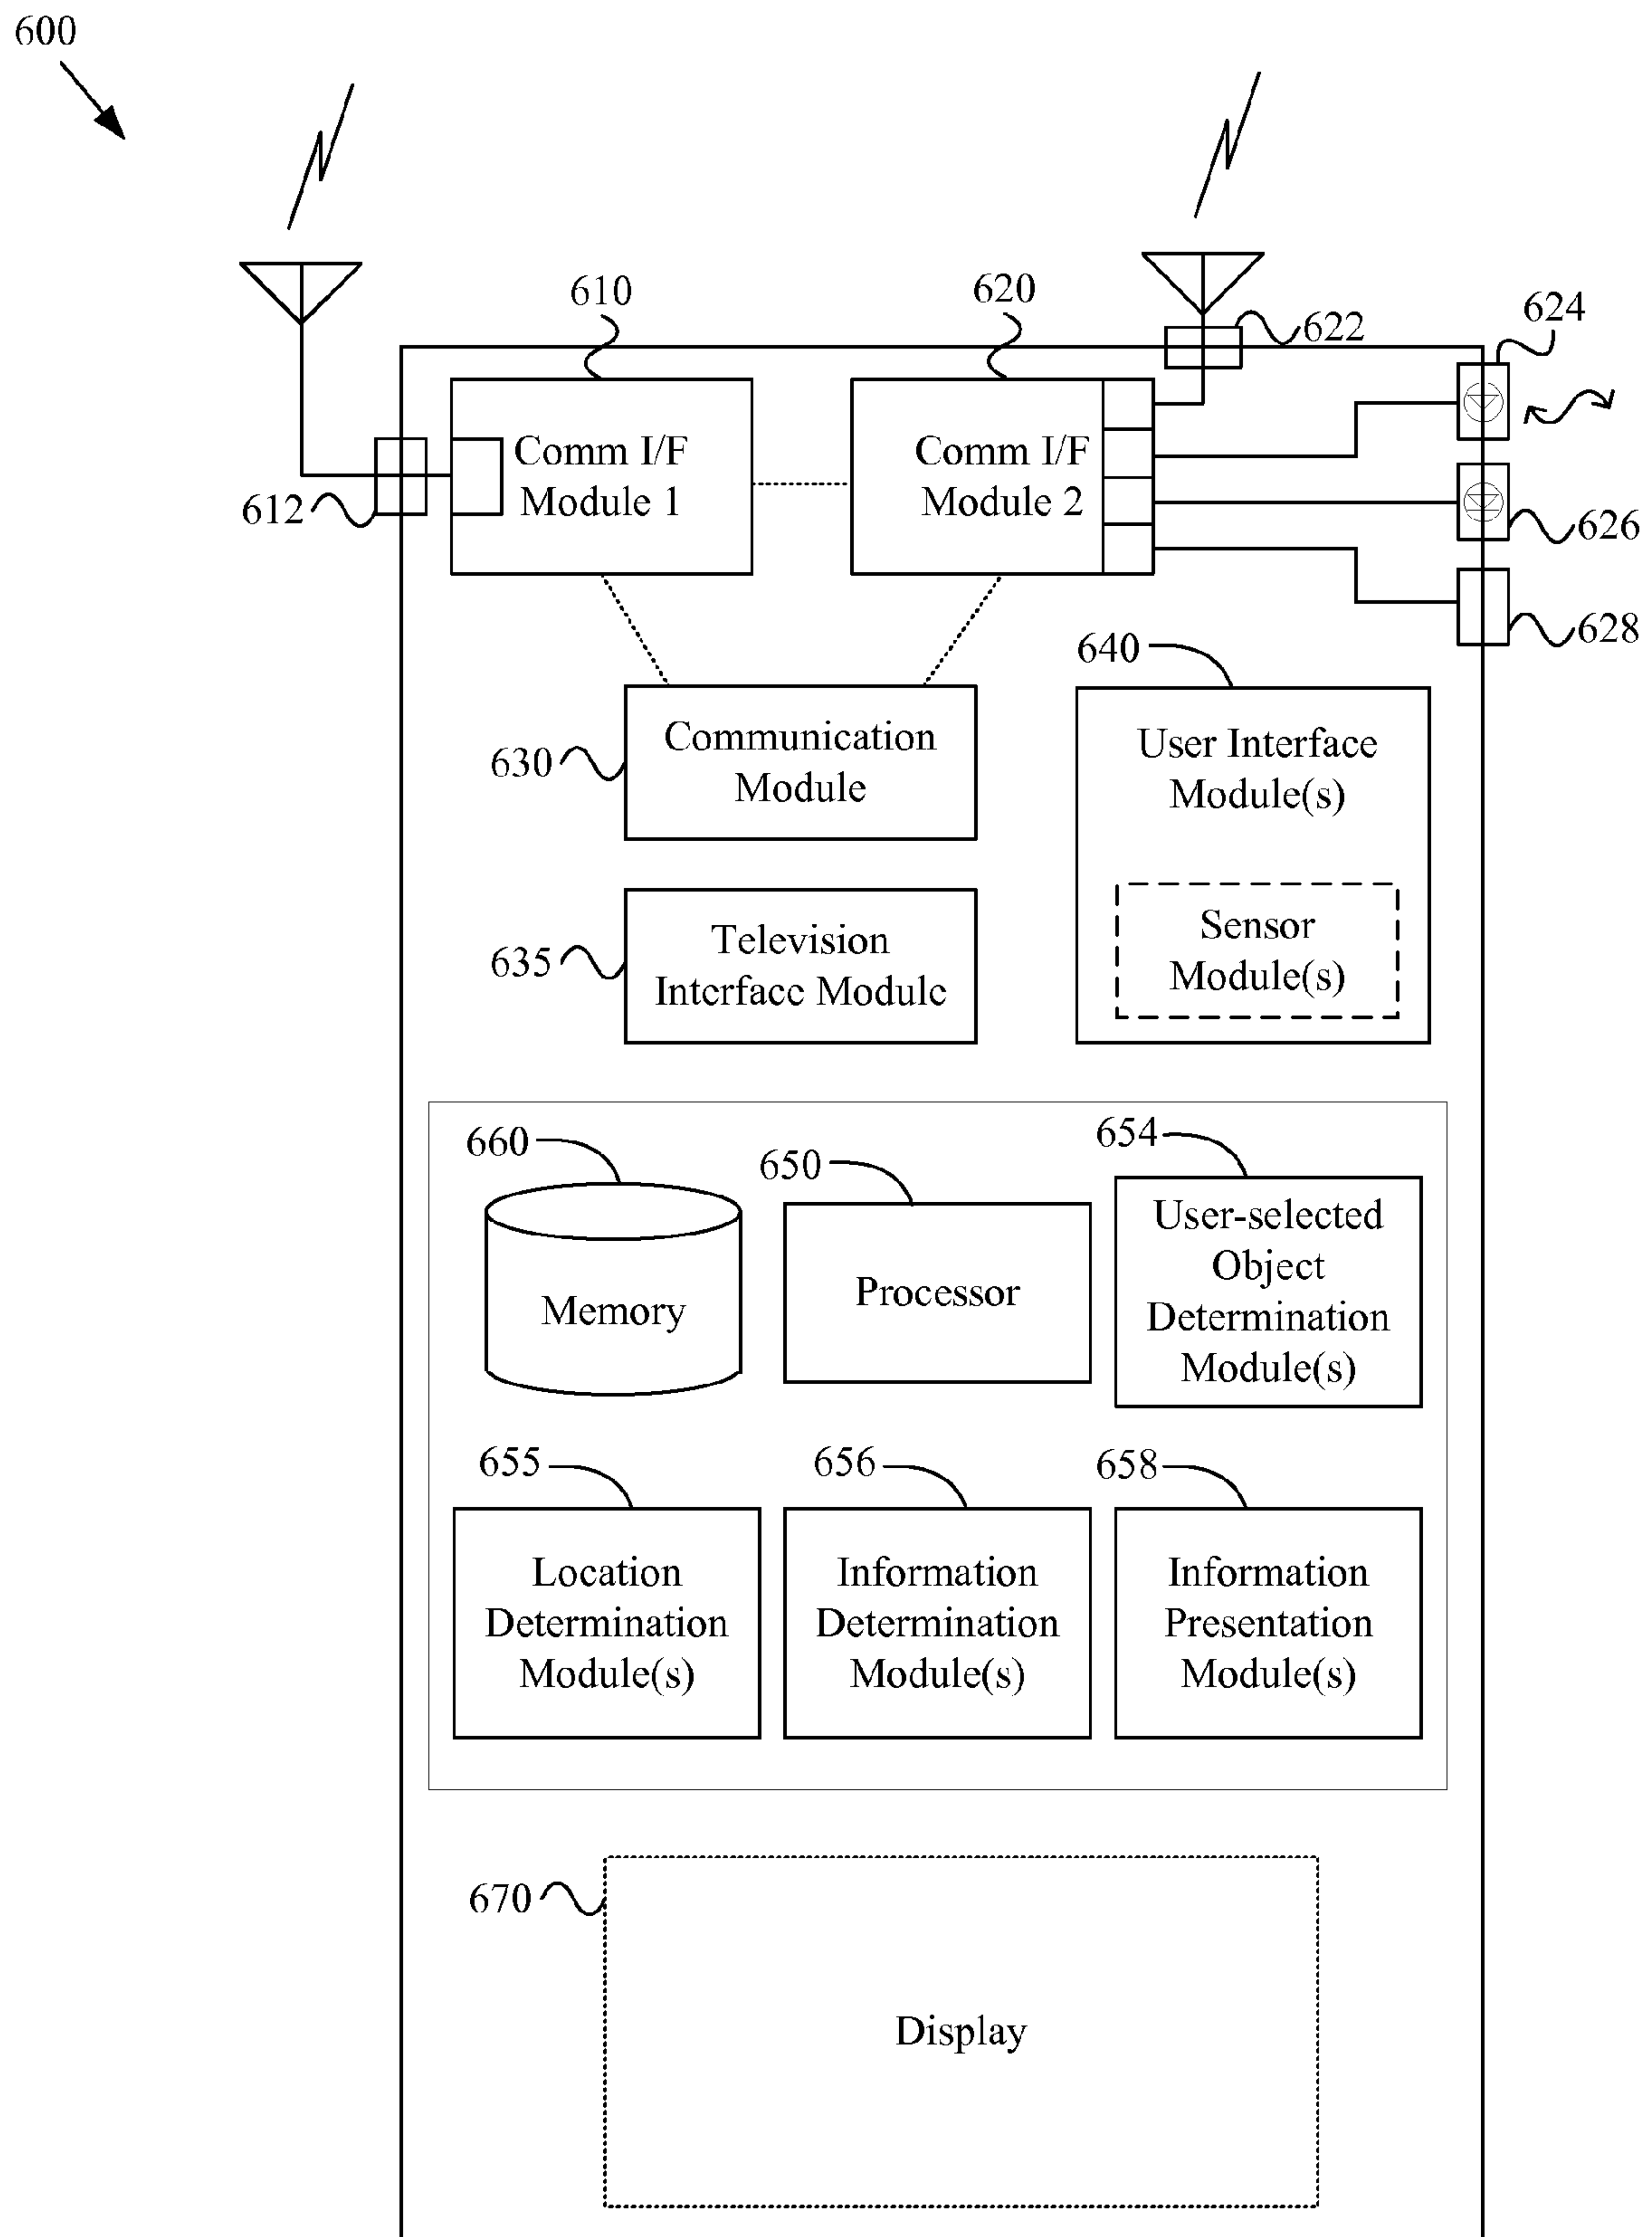 600
610
620
622
624
Comm I/F
Module 1
Comm I/F
Module 2
612
626
628
640
630
Communication
Module
User Interface
Module(s)
635
Television
Interface Module
Sensor
Module(s)
660
650
654
Memory
Processor
User-selected
Object
Determination
Module(s)
655
656
658
Location
Determination
Module(s)
Information
Determination
Module(s)
Information
Presentation
Module(s)
670
Display